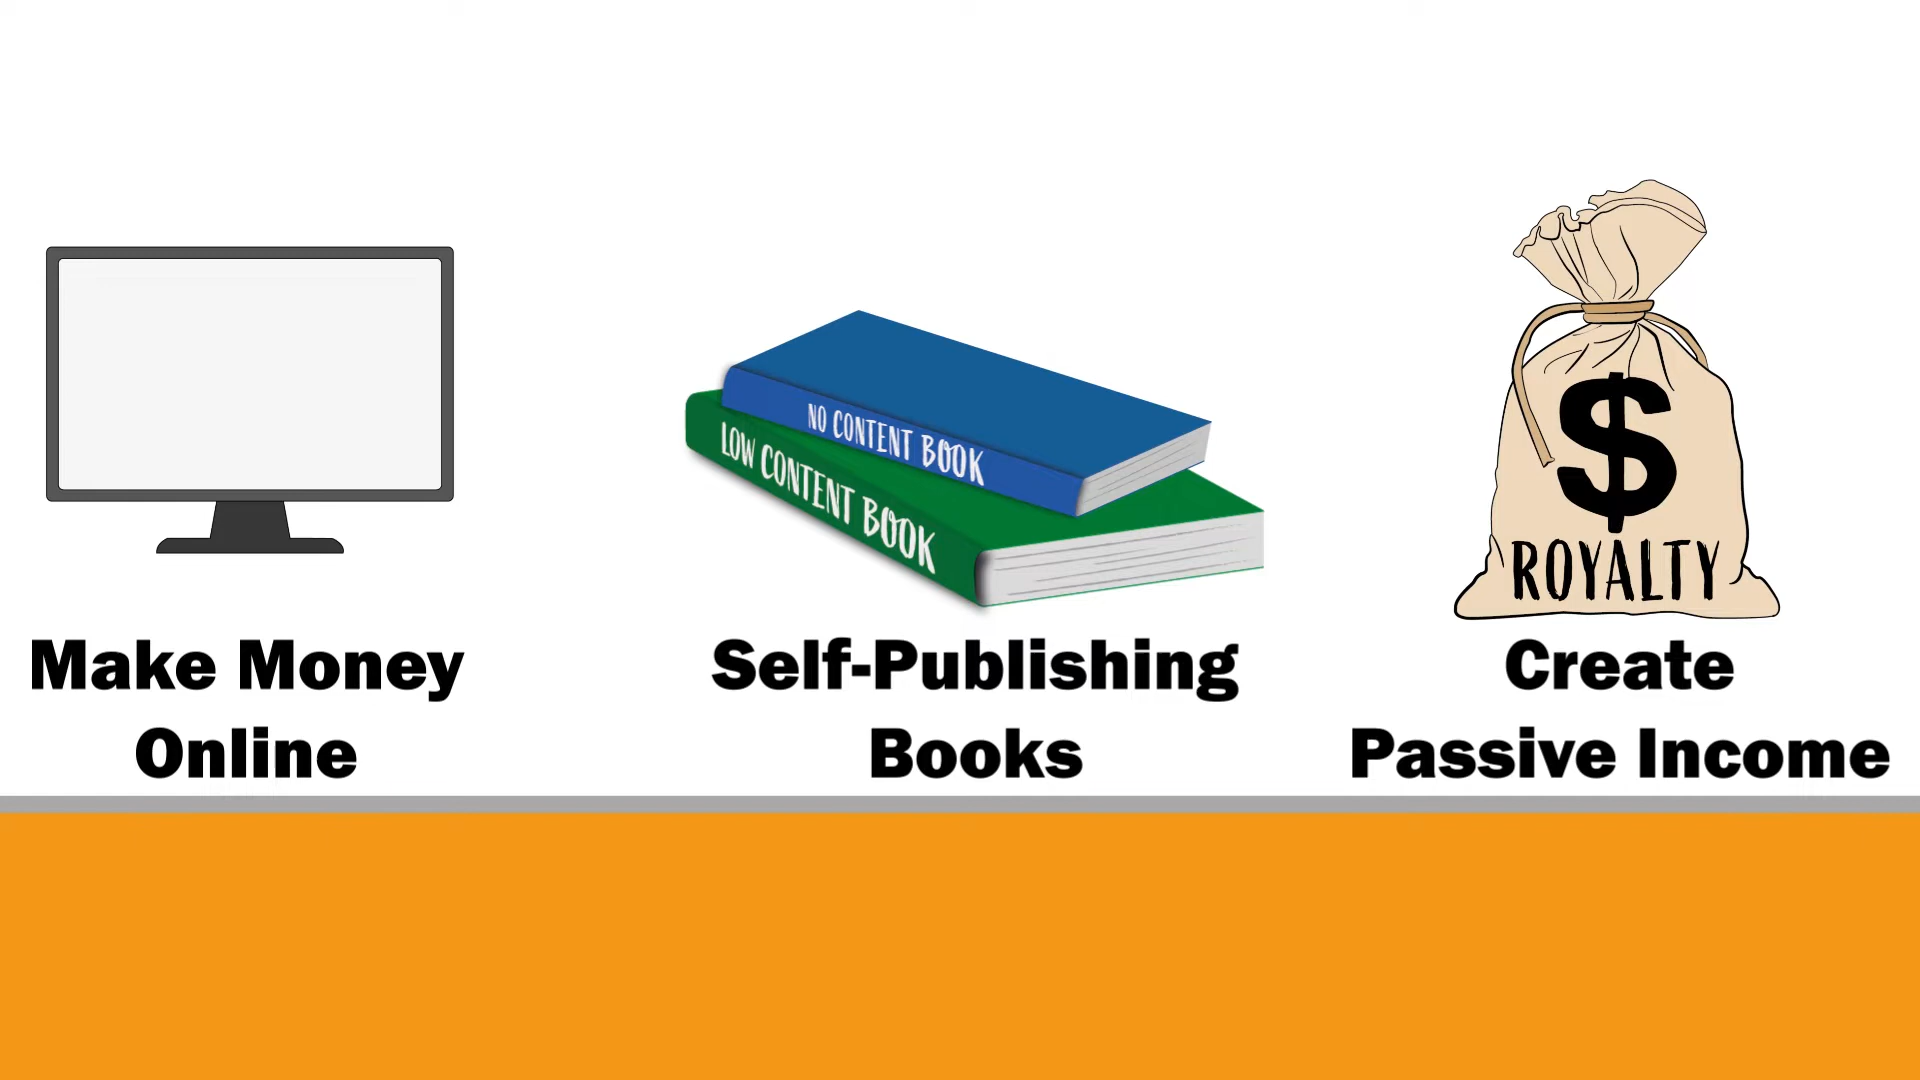 NO CONTENT BOOK
LOW CONTENT BOOK
$
ROYALTY
Make Money
Online
Self-Publishing
Books
Create
Passive Income